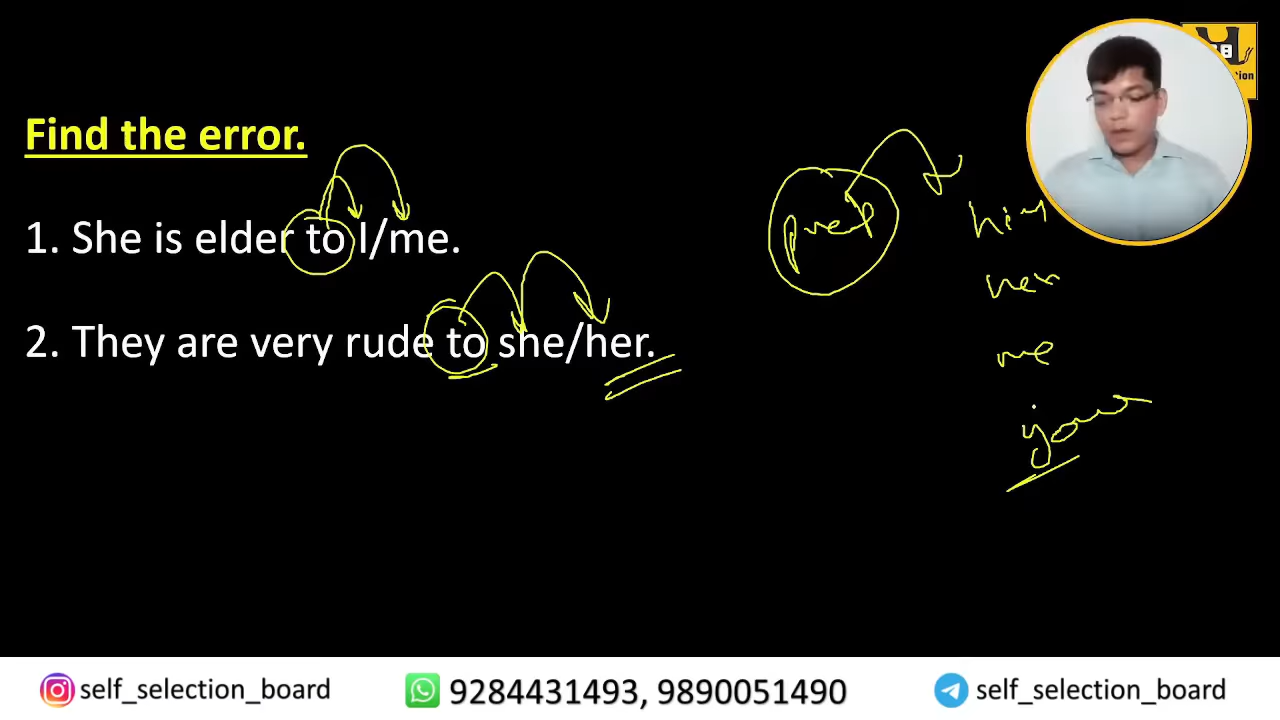 Find the error.
1. She is elder to I/me.
2. They are very rude to she/her.
prep
him
her
me
your
self_selection_board
9284431493, 9890051490
self_selection_board